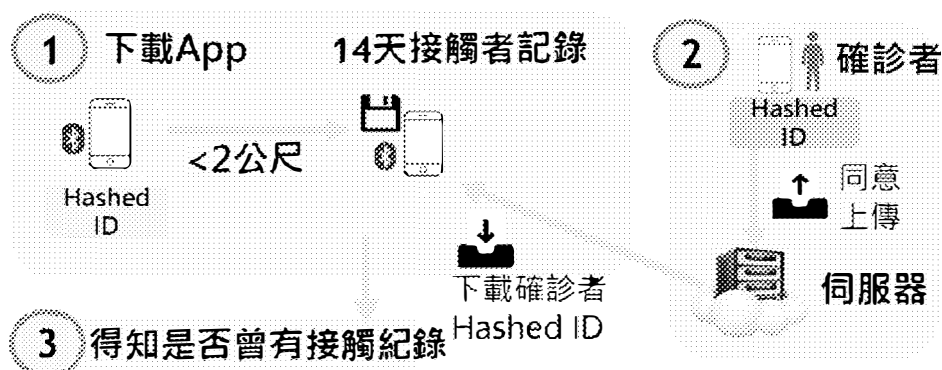 1 下載App 14天接觸者記錄
<2公尺
Hashed
ID
下載確診者
Hashed ID
2 確診者
Hashed
ID
同意
上傳
伺服器
3 得知是否曾有接觸紀錄